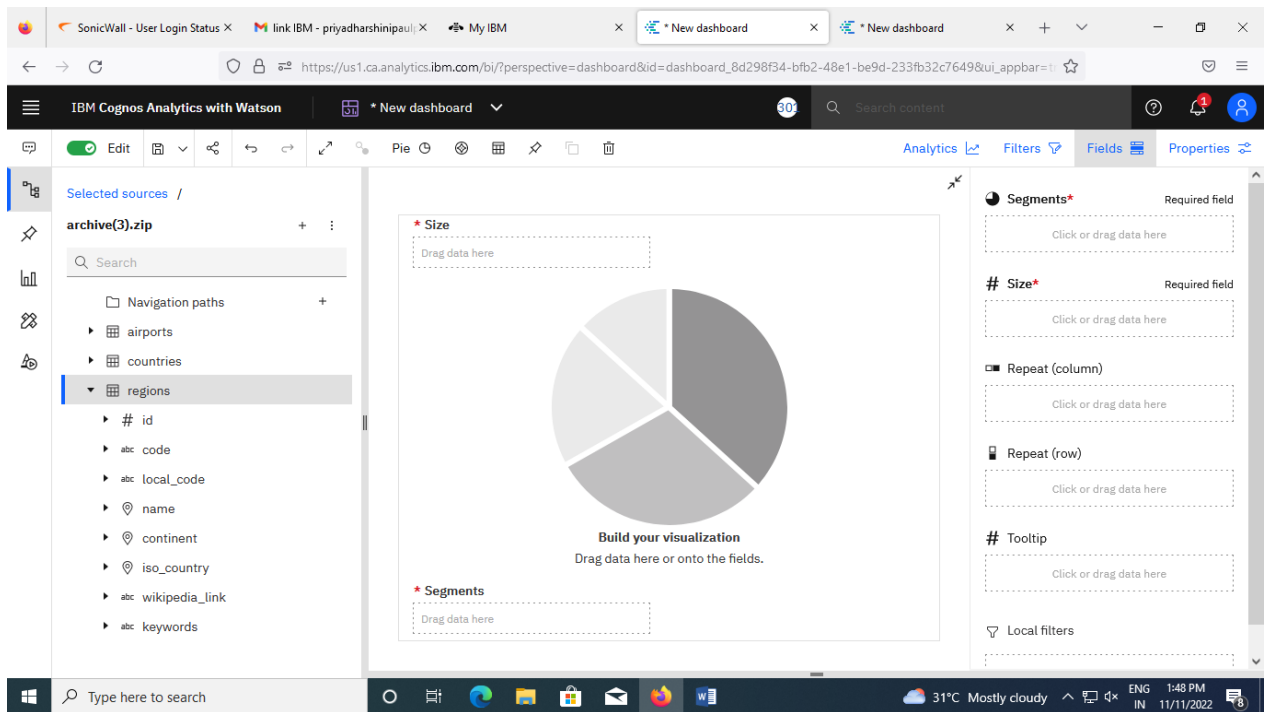 SonicWall - User Login Status
link IBM - priyadharshinipaul
My IBM
* New dashboard
* New dashboard
https://us1.ca.analytics.ibm.com/bi/?perspective=dashboard&id=dashboard_8d298f34-bfb2-48e1-be9d-233fb32c7649&ui_appbar=
IBM Cognos Analytics with Watson
* New dashboard
301
Search content
1
Edit
Pie
Analytics
Filters
Fields
Properties
Selected sources /
archive(3).zip
Search
Navigation paths
airports
countries
regions
# id
abc code
abc local_code
name
continent
iso_country
abc wikipedia_link
abc keywords
* Size
Drag data here
Build your visualization
Drag data here or onto the fields.
* Segments
Drag data here
Segments* Required field
Click or drag data here
# Size* Required field
Click or drag data here
Repeat (column)
Click or drag data here
Repeat (row)
Click or drag data here
# Tooltip
Click or drag data here
Local filters
Type here to search
31°C Mostly cloudy
ENG
IN
1:48 PM
11/11/2022
8